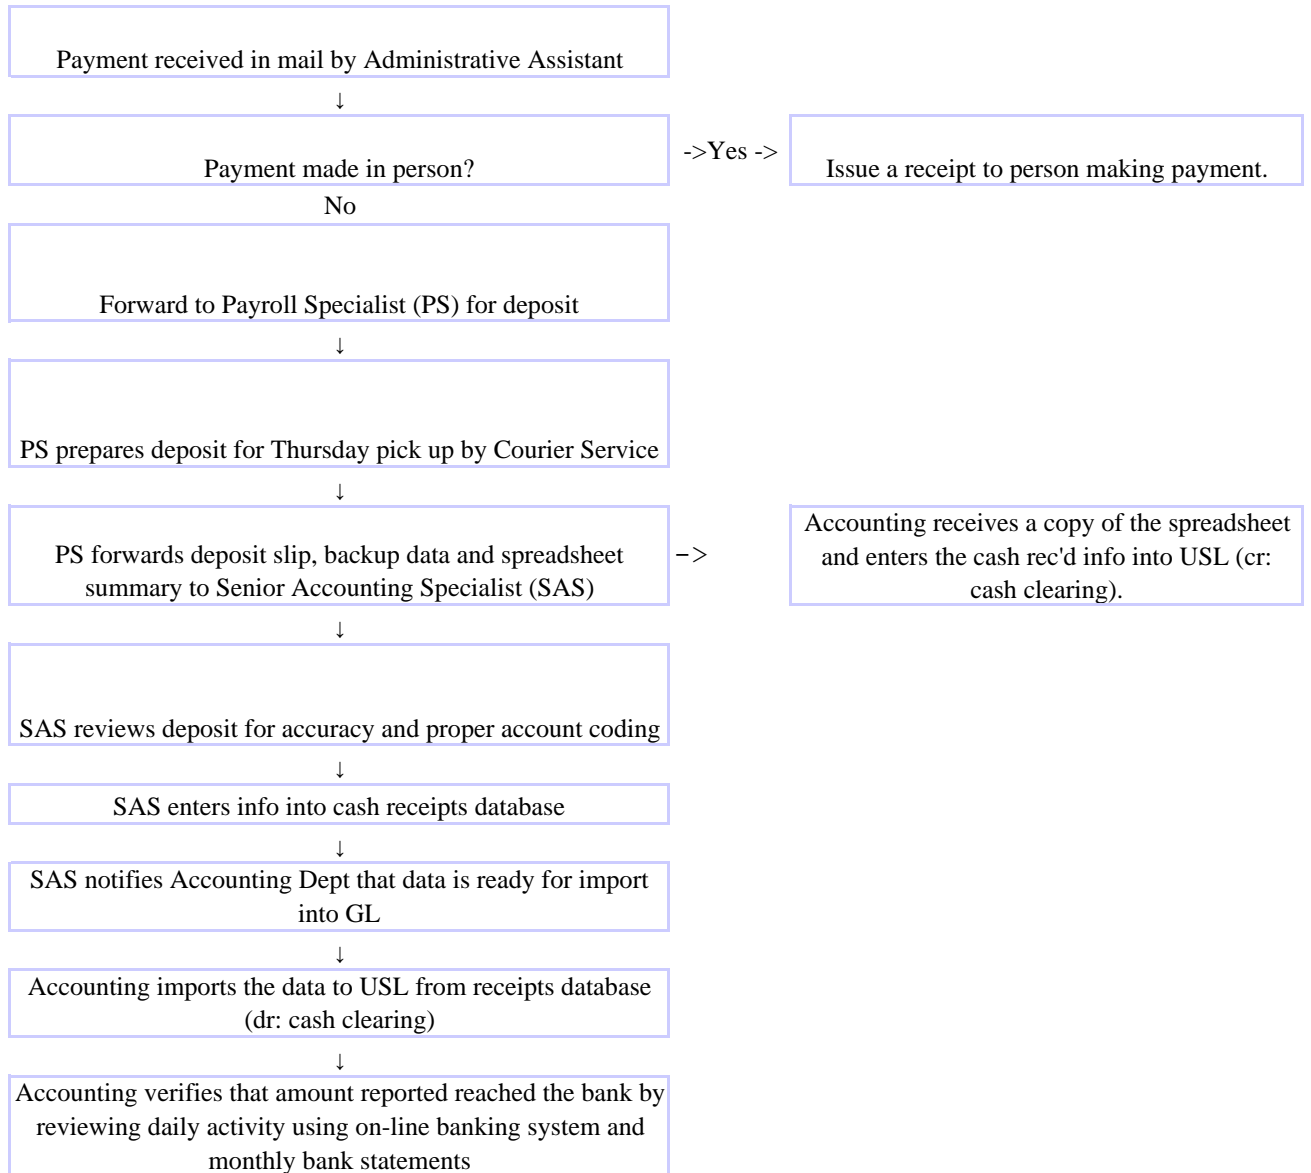 Payment received in mail by Administrative Assistant
↓
Payment made in person?
->Yes ->
Issue a receipt to person making payment.
No
Forward to Payroll Specialist (PS) for deposit
↓
PS prepares deposit for Thursday pick up by Courier Service
↓
PS forwards deposit slip, backup data and spreadsheet
summary to Senior Accounting Specialist (SAS)
->
Accounting receives a copy of the spreadsheet
and enters the cash rec'd info into USL (cr:
cash clearing).
↓
SAS reviews deposit for accuracy and proper account coding
↓
SAS enters info into cash receipts database
↓
SAS notifies Accounting Dept that data is ready for import
into GL
↓
Accounting imports the data to USL from receipts database
(dr: cash clearing)
↓
Accounting verifies that amount reported reached the bank by
reviewing daily activity using on-line banking system and
monthly bank statements